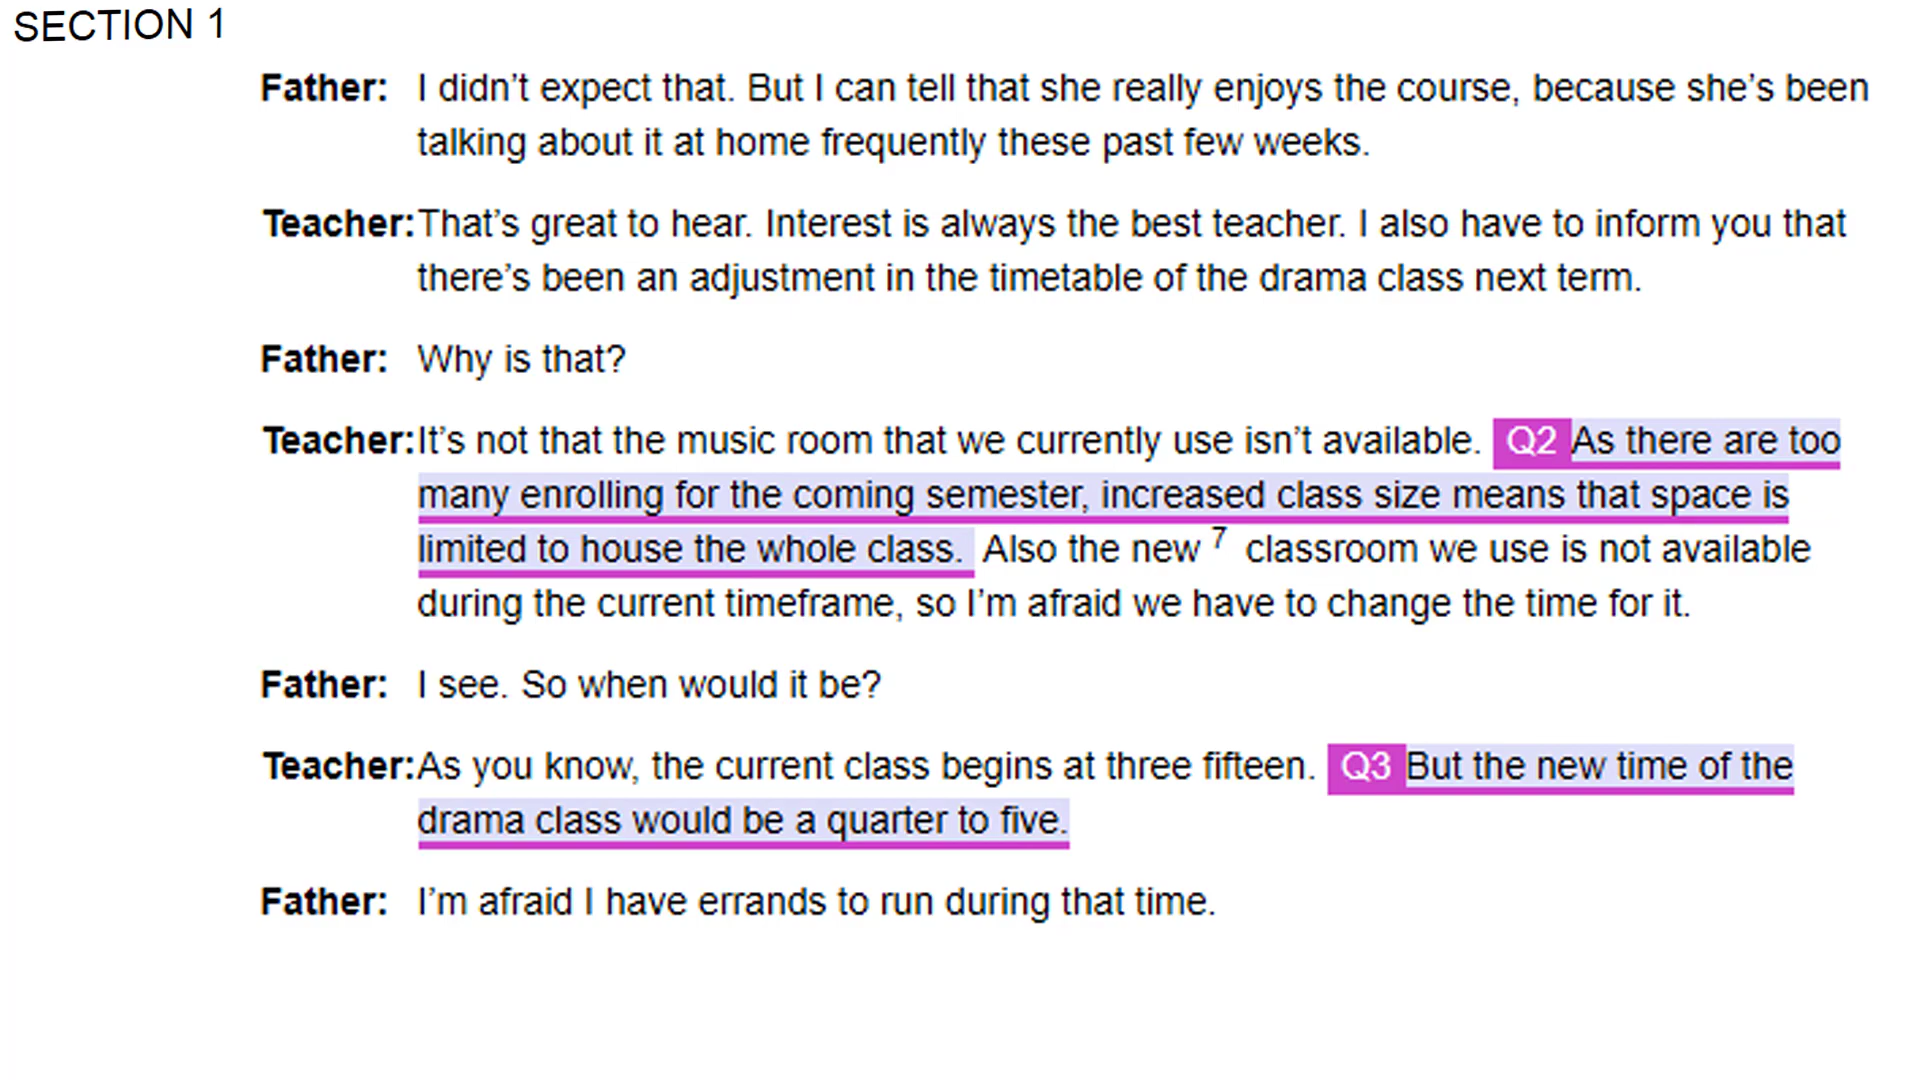 SECTION 1
Father: I didn’t expect that. But I can tell that she really enjoys the course, because she’s been
talking about it at home frequently these past few weeks.
Teacher: That’s great to hear. Interest is always the best teacher. I also have to inform you that
there’s been an adjustment in the timetable of the drama class next term.
Father: Why is that?
Teacher: It’s not that the music room that we currently use isn’t available. Q2 As there are too
many enrolling for the coming semester, increased class size means that space is
limited to house the whole class. Also the new 7 classroom we use is not available
during the current timeframe, so I’m afraid we have to change the time for it.
Father: I see. So when would it be?
Teacher: As you know, the current class begins at three fifteen. Q3 But the new time of the
drama class would be a quarter to five.
Father: I’m afraid I have errands to run during that time.